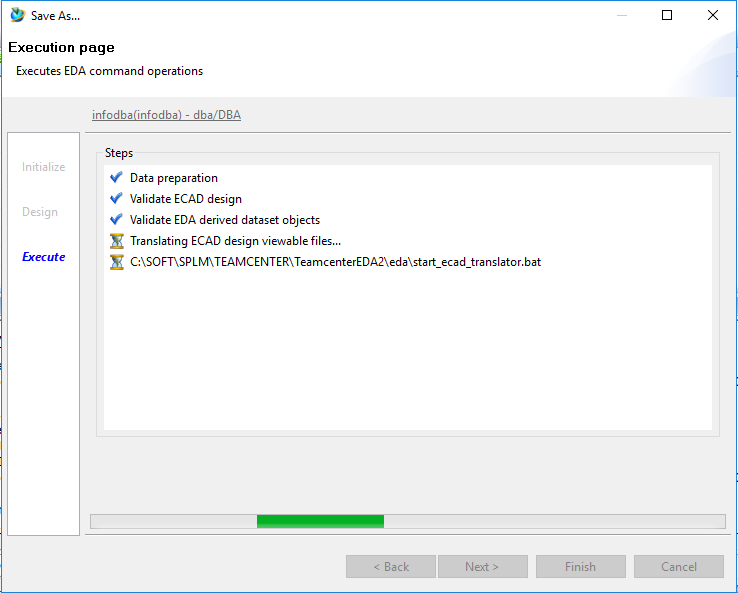 Save As...
Execution page
Executes EDA command operations
infodba(infodba) - dba/DBA
Initialize
Design
Execute
Steps
Data preparation
Validate ECAD design
Validate EDA derived dataset objects
Translating ECAD design viewable files...
C:\SOFT\SPLM\TEAMCENTER\TeamcenterEDA2\eda\start_ecad_translator.bat
< Back
Next >
Finish
Cancel